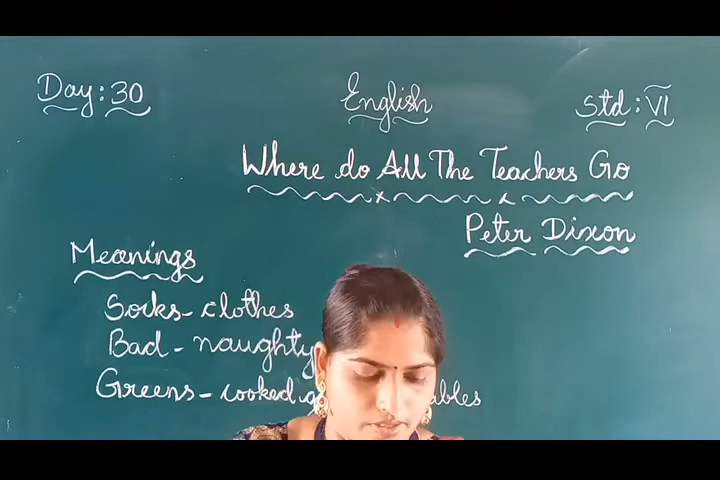 Day: 30 English Std: VI
Where do All The Teachers Go
Peter Dixon
Meanings
Socks - clothes
Bad - naughty
Greens - cooked